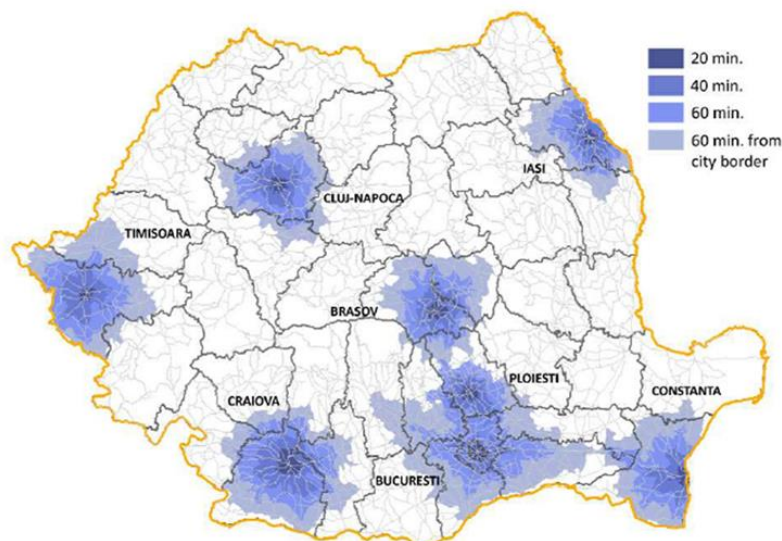 20 min.
40 min.
60 min.
60 min. from
city border
IASI
CLUJ-NAPOCA
TIMISOARA
BRASOV
PLOIESTI
CONSTANTA
CRAIOVA
BUCURESTI